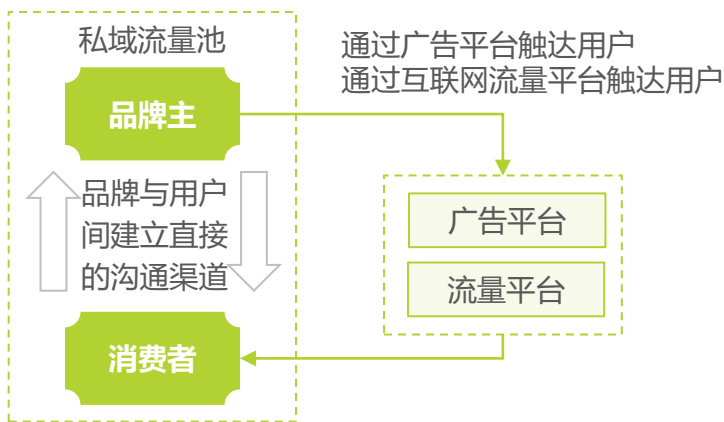 私域流量池
品牌主
品牌与用户
间建立直接
的沟通渠道
消费者
通过广告平台触达用户
通过互联网流量平台触达用户
广告平台
流量平台